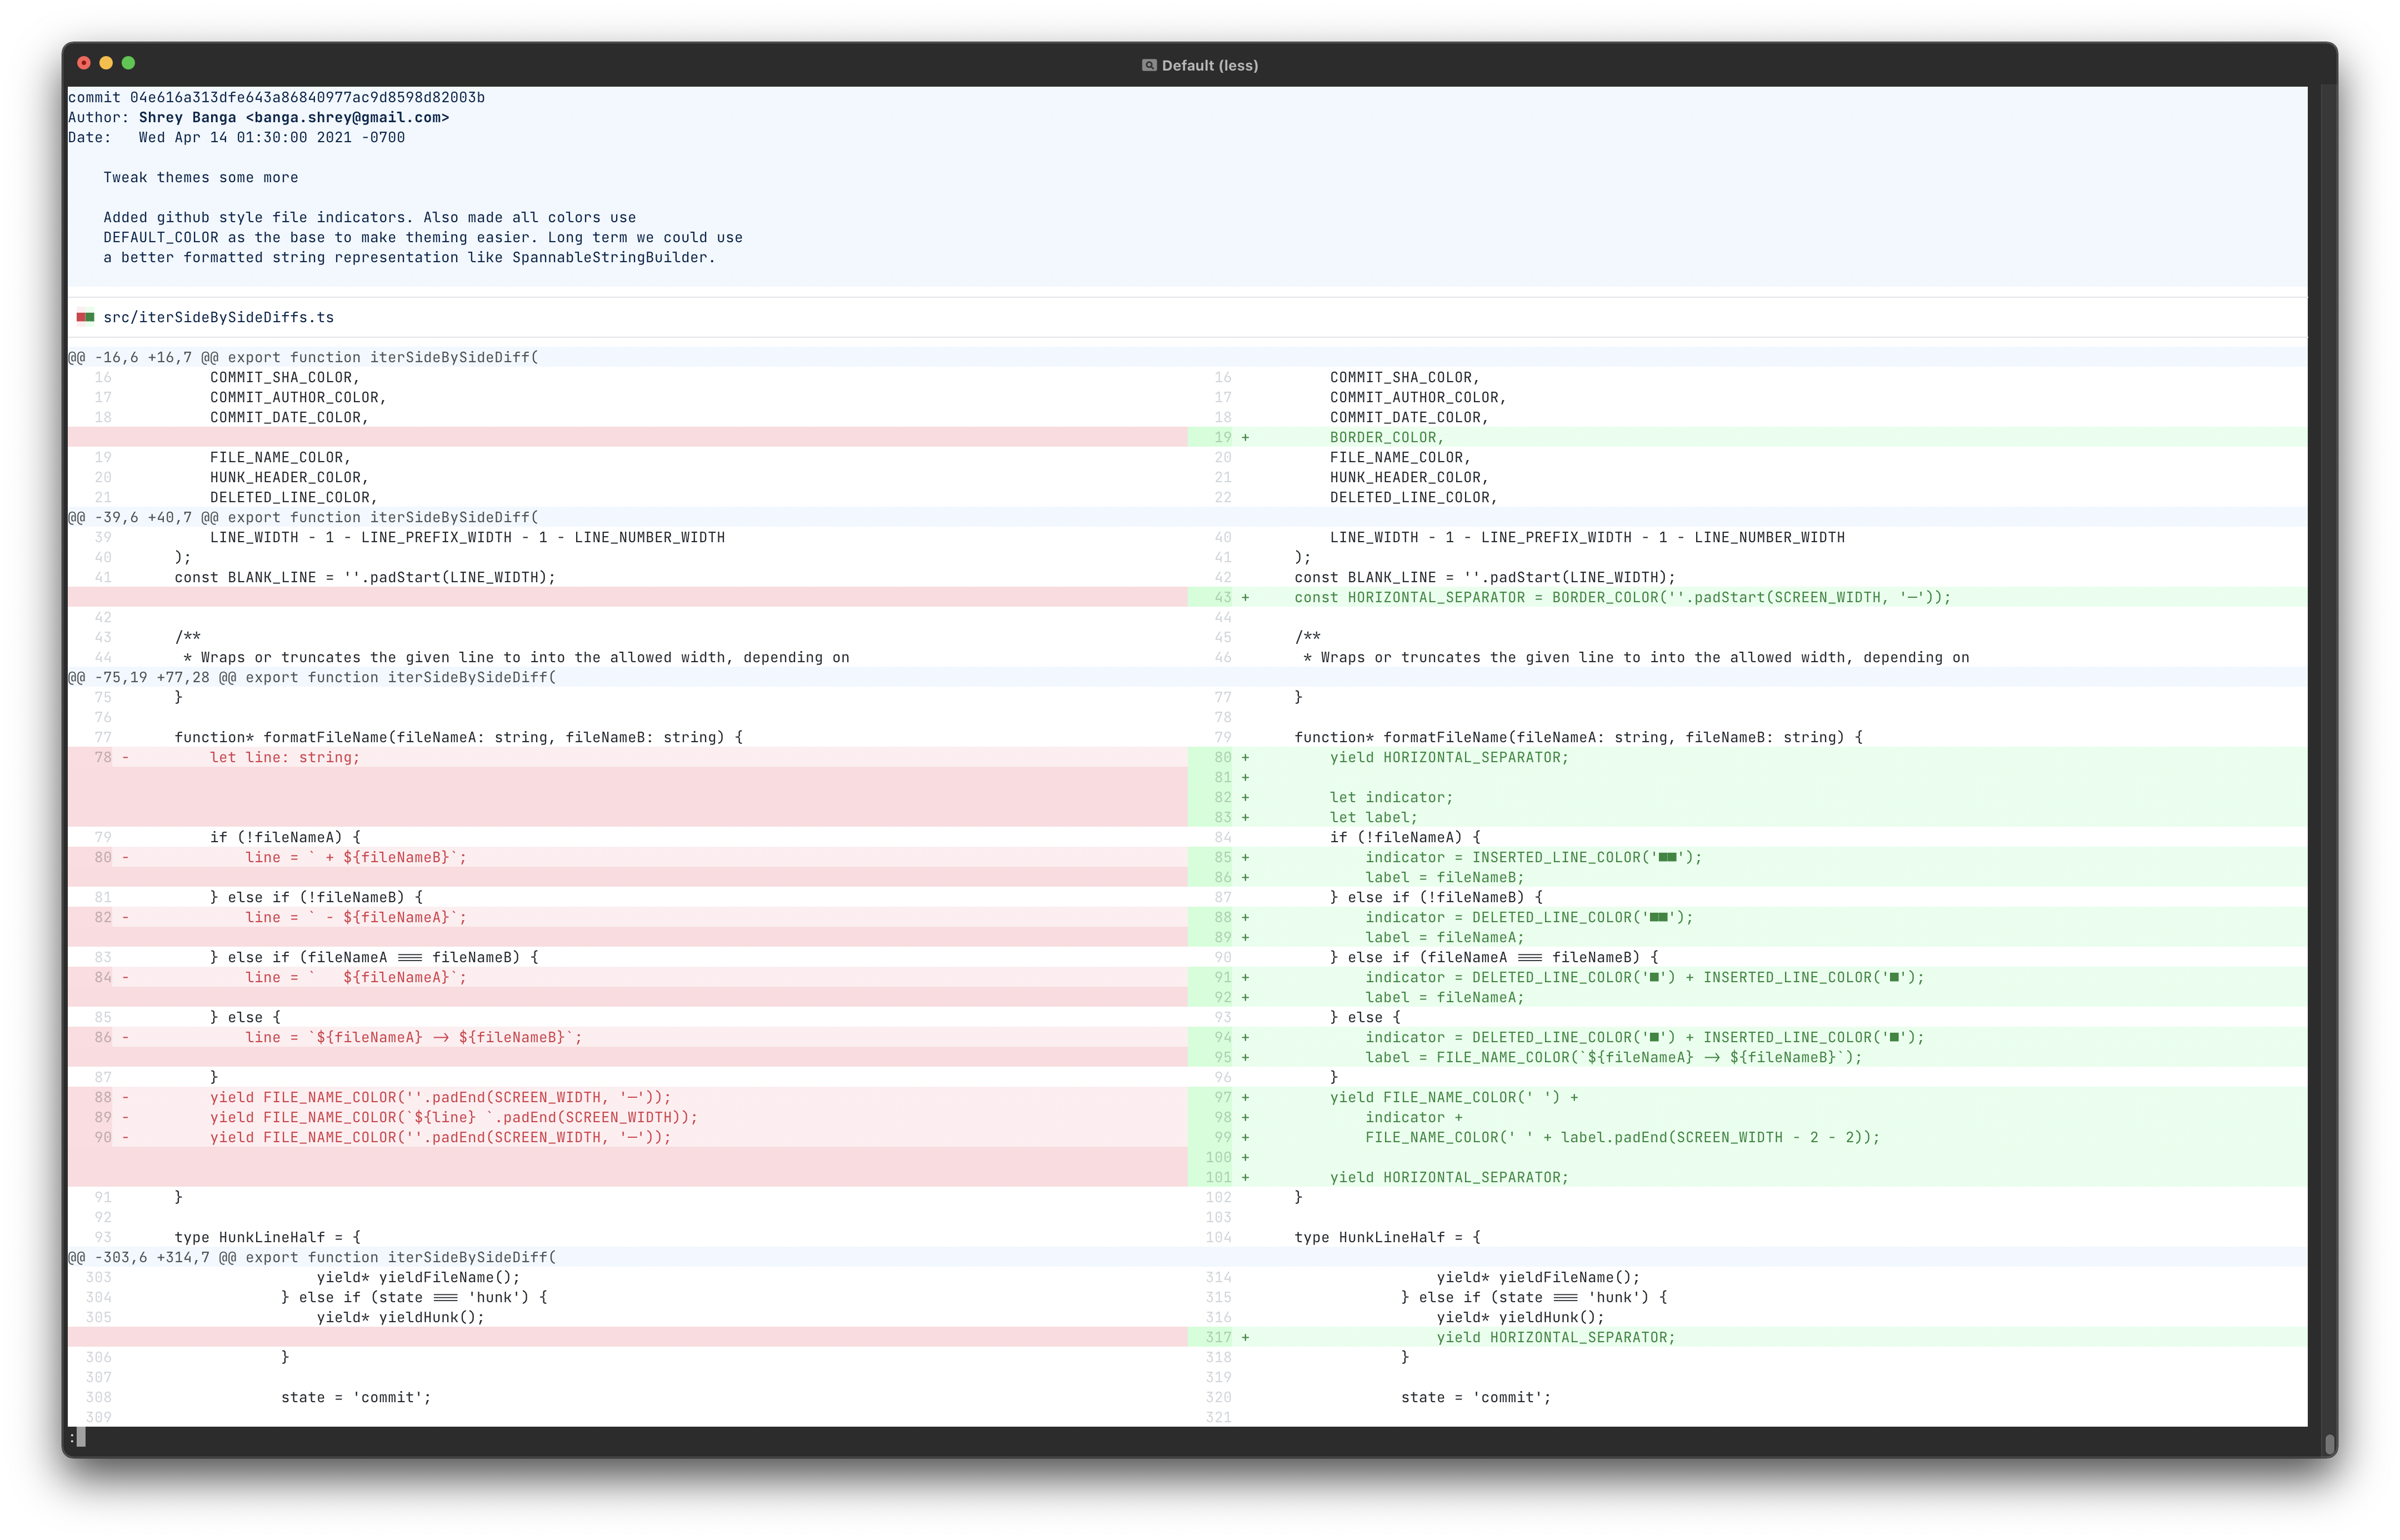 Default (less)
commit 04e616a313dfe643a86840977ac9d8598d82003b
Author: Shrey Banga <banga.shrey@gmail.com>
Date:   Wed Apr 14 01:30:00 2021 -0700
Tweak themes some more
Added github style file indicators. Also made all colors use
DEFAULT_COLOR as the base to make theming easier. Long term we could use
a better formatted string representation like SpannableStringBuilder.
■■ src/iterSideBySideDiffs.ts
@@ -16,6 +16,7 @@ export function iterSideBySideDiff(
16 COMMIT_SHA_COLOR, 16 COMMIT_SHA_COLOR,
17 COMMIT_AUTHOR_COLOR, 17 COMMIT_AUTHOR_COLOR,
18 COMMIT_DATE_COLOR, 18 COMMIT_DATE_COLOR,
19 + BORDER_COLOR,
19 FILE_NAME_COLOR, 20 FILE_NAME_COLOR,
20 HUNK_HEADER_COLOR, 21 HUNK_HEADER_COLOR,
21 DELETED_LINE_COLOR, 22 DELETED_LINE_COLOR,
@@ -39,6 +40,7 @@ export function iterSideBySideDiff(
39 LINE_WIDTH - 1 - LINE_PREFIX_WIDTH - 1 - LINE_NUMBER_WIDTH 40 LINE_WIDTH - 1 - LINE_PREFIX_WIDTH - 1 - LINE_NUMBER_WIDTH
40 ); 41 );
41 const BLANK_LINE = ''.padStart(LINE_WIDTH); 42 const BLANK_LINE = ''.padStart(LINE_WIDTH);
43 + const HORIZONTAL_SEPARATOR = BORDER_COLOR(''.padStart(SCREEN_WIDTH, '─'));
42 44
43 /** 45 /**
44 * Wraps or truncates the given line to into the allowed width, depending on 46 * Wraps or truncates the given line to into the allowed width, depending on
@@ -75,19 +77,28 @@ export function iterSideBySideDiff(
75 } 77 }
76 78
77 function* formatFileName(fileNameA: string, fileNameB: string) { 79 function* formatFileName(fileNameA: string, fileNameB: string) {
78 - let line: string; 80 + yield HORIZONTAL_SEPARATOR;
81 +
82 + let indicator;
83 + let label;
79 if (!fileNameA) { 84 if (!fileNameA) {
80 - line = ` + ${fileNameB}`; 85 + indicator = INSERTED_LINE_COLOR('■■');
86 + label = fileNameB;
81 } else if (!fileNameB) { 87 } else if (!fileNameB) {
82 - line = ` - ${fileNameA}`; 88 + indicator = DELETED_LINE_COLOR('■■');
89 + label = fileNameA;
83 } else if (fileNameA === fileNameB) { 90 } else if (fileNameA === fileNameB) {
84 - line = `   ${fileNameA}`; 91 + indicator = DELETED_LINE_COLOR('■') + INSERTED_LINE_COLOR('■');
92 + label = fileNameA;
85 } else { 93 } else {
86 - line = `${fileNameA} -> ${fileNameB}`; 94 + indicator = DELETED_LINE_COLOR('■') + INSERTED_LINE_COLOR('■');
95 + label = FILE_NAME_COLOR(`${fileNameA} -> ${fileNameB}`);
87 } 96 }
88 - yield FILE_NAME_COLOR(''.padEnd(SCREEN_WIDTH, '─')); 97 + yield FILE_NAME_COLOR(' ') +
89 - yield FILE_NAME_COLOR(`${line} `.padEnd(SCREEN_WIDTH)); 98 + indicator +
90 - yield FILE_NAME_COLOR(''.padEnd(SCREEN_WIDTH, '─')); 99 + FILE_NAME_COLOR(' ' + label.padEnd(SCREEN_WIDTH - 2 - 2));
100 +
101 + yield HORIZONTAL_SEPARATOR;
91 } 102 }
92 103
93 type HunkLineHalf = { 104 type HunkLineHalf = {
@@ -303,6 +314,7 @@ export function iterSideBySideDiff(
303 yield* yieldFileName(); 314 yield* yieldFileName();
304 } else if (state === 'hunk') { 315 } else if (state === 'hunk') {
305 yield* yieldHunk(); 316 yield* yieldHunk();
317 + yield HORIZONTAL_SEPARATOR;
306 } 318 }
307 319
308 state = 'commit'; 320 state = 'commit';
309 321
: